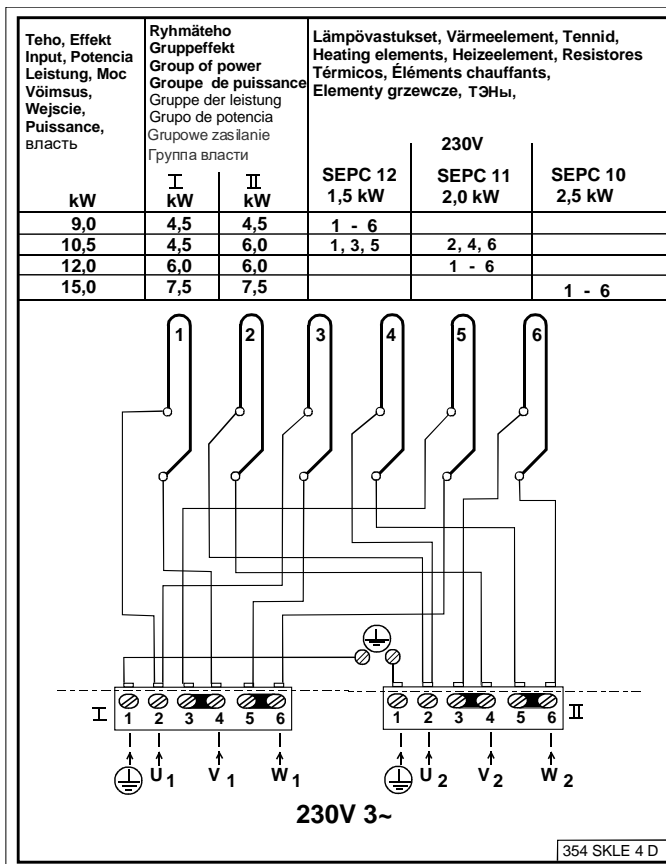 Teho, Effekt
Input, Potencia
Leistung, Moc
Vöimsus,
Wejscie,
Puissance,
власть
kW
Ryhmäteho
Gruppeffekt
Group of power
Groupe de puissance
Gruppe der leistung
Grupo de potencia
Grupowe zasilanie
Группа власти
I II
kW kW
Lämpövastukset, Värmeelement, Tennid,
Heating elements, Heizeelement, Resistores
Térmicos, Éléments chauffants,
Elementy grzewcze, ТЭНы,
230V
SEPC 12 SEPC 11 SEPC 10
1,5 kW 2,0 kW 2,5 kW
9,0 4,5 4,5 1 - 6
10,5 4,5 6,0 1, 3, 5 2, 4, 6
12,0 6,0 6,0 1 - 6
15,0 7,5 7,5 1 - 6
1 2 3 4 5 6
I 1 2 3 4 5 6 1 2 3 4 5 6 II
U1 V1 W1 U2 V2 W2
230V 3~
354 SKLE 4 D